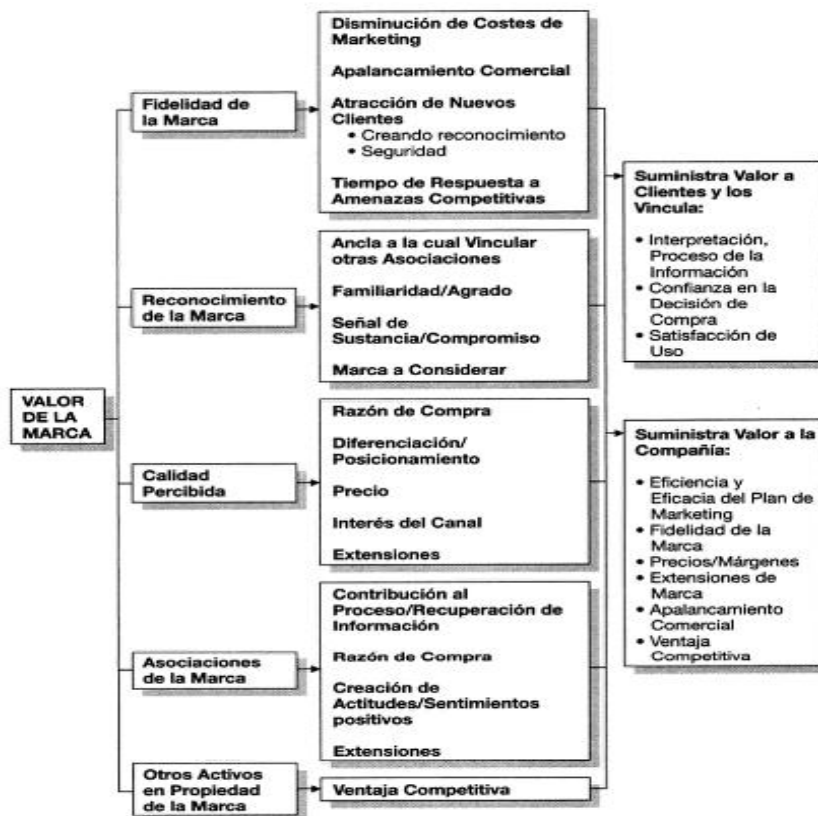 VALOR
DE LA
MARCA
Fidelidad de
la Marca
Disminución de Costes de
Marketing
Apalancamiento Comercial
Atracción de Nuevos
Clientes
• Creando reconocimiento
• Seguridad
Tiempo de Respuesta a
Amenazas Competitivas
Reconocimiento
de la Marca
Ancla a la cual Vincular
otras Asociaciones
Familiaridad/Agrado
Señal de
Sustancia/Compromiso
Marca a Considerar
Calidad
Percibida
Razón de Compra
Diferenciación/
Posicionamiento
Precio
Interés del Canal
Extensiones
Asociaciones
de la Marca
Contribución al
Proceso/Recuperación de
Información
Razón de Compra
Creación de
Actitudes/Sentimientos
positivos
Extensiones
Otros Activos
en Propiedad
de la Marca
Ventaja Competitiva
Suministra Valor a
Clientes y los
Vincula:
• Interpretación,
Proceso de la
Información
• Confianza en la
Decisión de
Compra
• Satisfacción de
Uso
Suministra Valor a la
Compañía:
• Eficiencia y
Eficacia del Plan de
Marketing
• Fidelidad de la
Marca
• Precios/Márgenes
• Extensiones de
Marca
• Apalancamiento
Comercial
• Ventaja
Competitiva